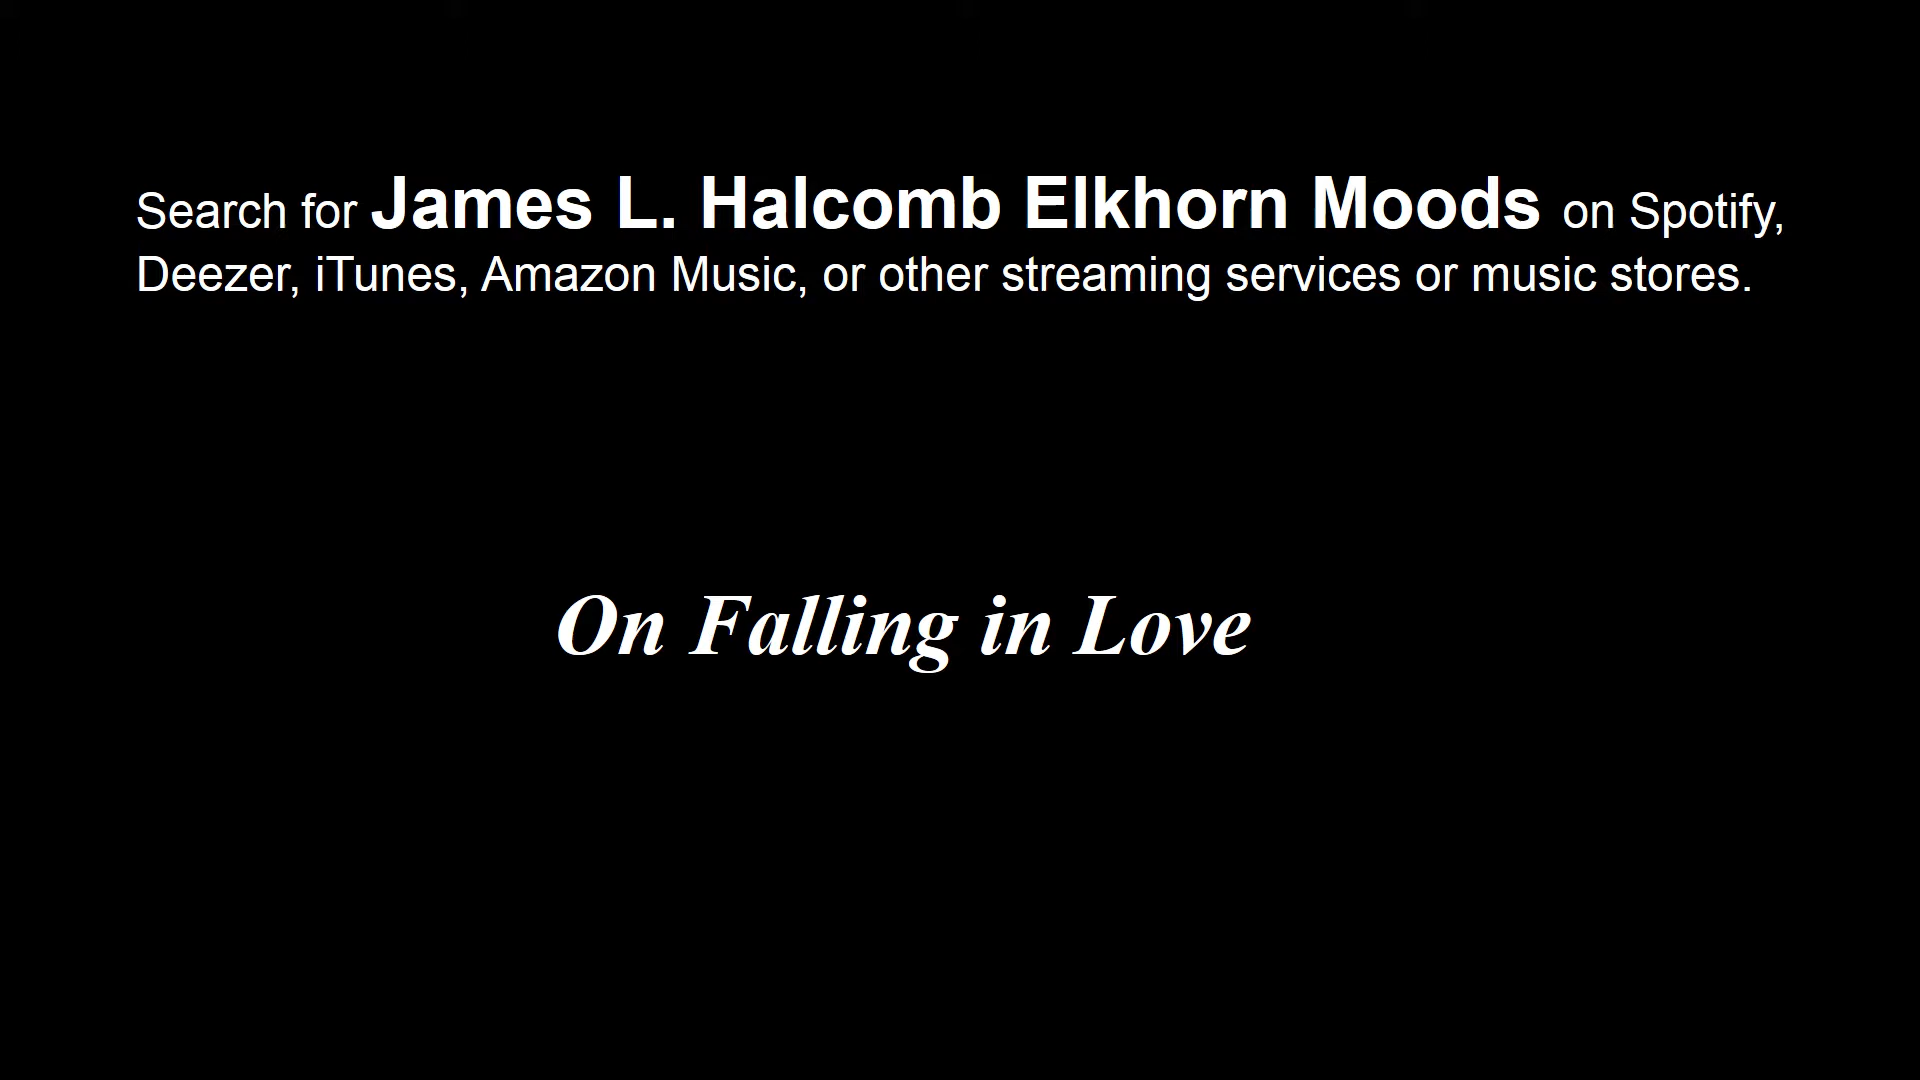 Search for James L. Halcomb Elkhorn Moods on Spotify,
Deezer, iTunes, Amazon Music, or other streaming services or music stores.
On Falling in Love